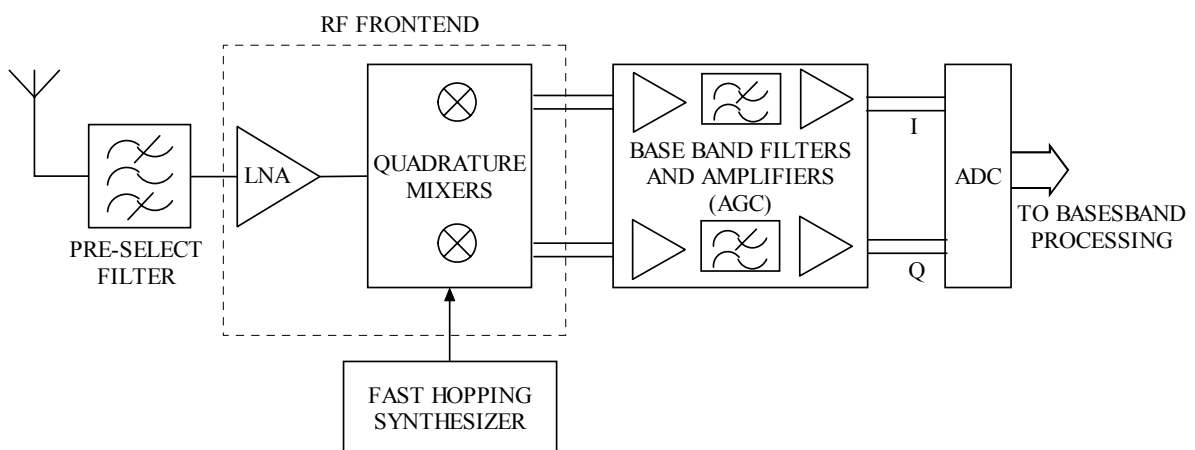 RF FRONTEND
PRE-SELECT
FILTER
LNA
QUADRATURE
MIXERS
FAST HOPPING
SYNTHESIZER
BASE BAND FILTERS
AND AMPLIFIERS
(AGC)
I
Q
ADC
TO BASESBAND
PROCESSING